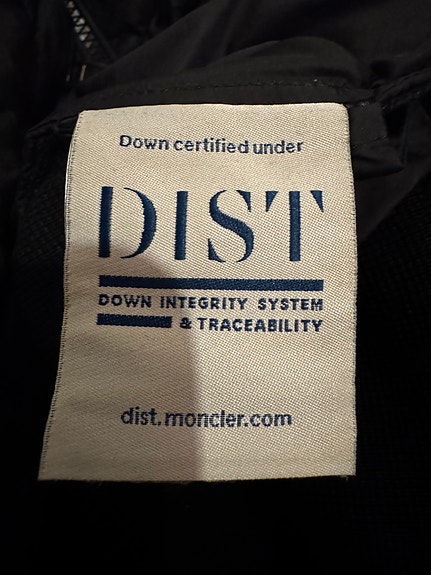 Down certified under
DIST
DOWN INTEGRITY SYSTEM
& TRACEABILITY
dist.moncler.com